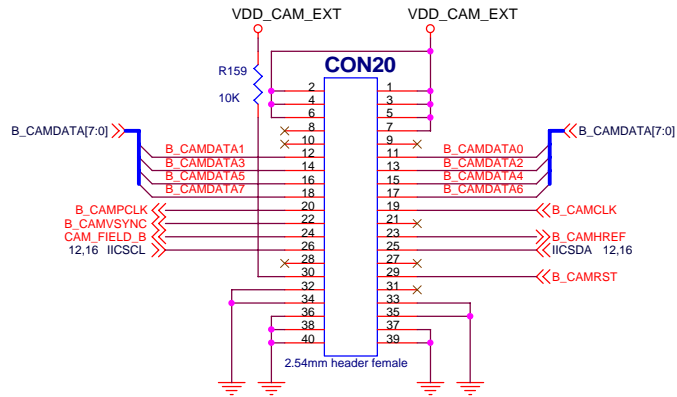 VDD_CAM_EXT VDD_CAM_EXT
CON20
R159
10K
2 1
4 3
6 5
8 7
10 9
B_CAMDATA[7:0] B_CAMDATA[7:0]
B_CAMDATA1 12 11 B_CAMDATA0
B_CAMDATA3 14 13 B_CAMDATA2
B_CAMDATA5 16 15 B_CAMDATA4
B_CAMDATA7 18 17 B_CAMDATA6
B_CAMPCLK 20 19 B_CAMCLK
B_CAMVSYNC 22 21
CAM_FIELD_B 24 23 B_CAMHREF
12,16 IICSCL 26 25 IICSDA 12,16
28 27
30 29 B_CAMRST
32 31
34 33
36 35
38 37
40 39
2.54mm header female